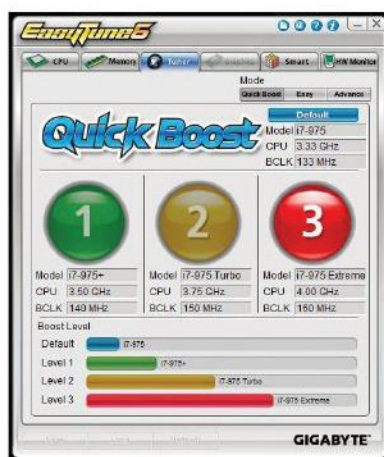 EasyTune6
CPU Memory Tuner Graphics Smart HW Monitor
Mode
Quick Boost Easy Advance
Quick Boost
Default
Model i7-975
CPU 3.33 GHz
BCLK 133 MHz
1 2 3
Model i7-975+ Model i7-975 Turbo Model i7-975 Extreme
CPU 3.50 GHz CPU 3.75 GHz CPU 4.00 GHz
BCLK 140 MHz BCLK 150 MHz BCLK 160 MHz
Boost Level
Default i7-975
Level 1 i7-975+
Level 2 i7-975 Turbo
Level 3 i7-975 Extreme
GIGABYTE